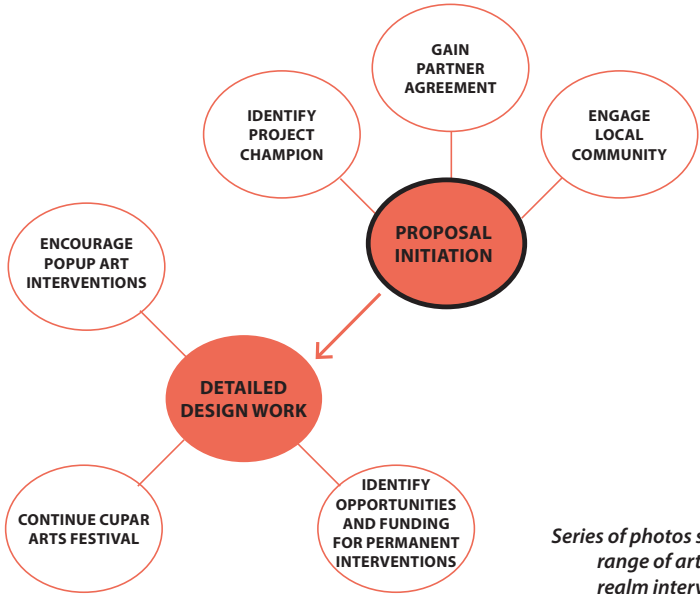 GAIN
PARTNER
AGREEMENT
IDENTIFY
PROJECT
CHAMPION
ENGAGE
LOCAL
COMMUNITY
PROPOSAL
INITIATION
ENCOURAGE
POPUP ART
INTERVENTIONS
DETAILED
DESIGN WORK
CONTINUE CUPAR
ARTS FESTIVAL
IDENTIFY
OPPORTUNITIES
AND FUNDING
FOR PERMANENT
INTERVENTIONS
Series of photos
range of art
realm